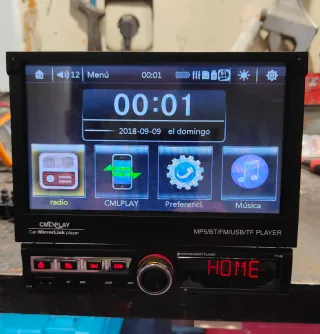 12 Menú 00:01
00:01
2018-09-09 el domingo
radio CMLPLAY Preferenci. Música
CMLPLAY
Car MirrorLink player MP5/BT/FM/USB/TF PLAYER
HOME